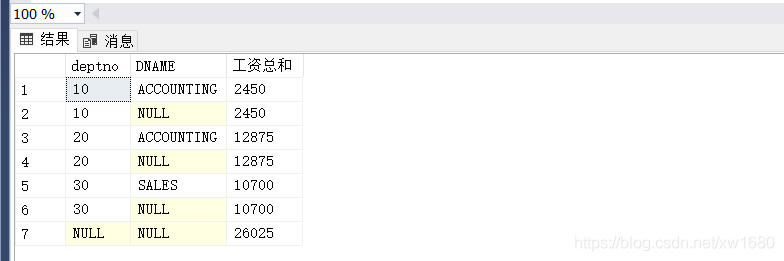 100 %
结果 消息
deptno DNAME 工资总和
1 10 ACCOUNTING 2450
2 10 NULL 2450
3 20 ACCOUNTING 12875
4 20 NULL 12875
5 30 SALES 10700
6 30 NULL 10700
7 NULL NULL 26025
https://blog.csdn.net/xw1680